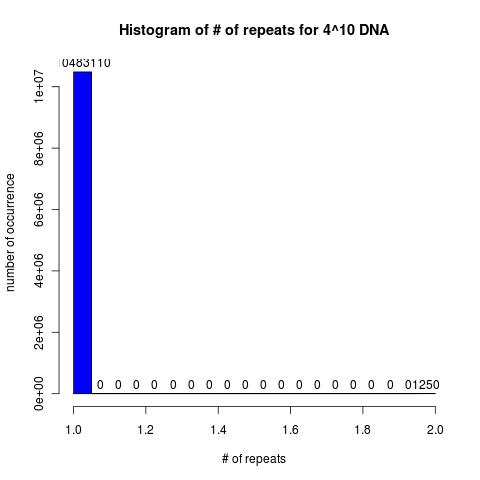 Histogram of # of repeats for 4^10 DNA
0483110
number of occurrence
1e+07
8e+06
6e+06
4e+06
2e+06
0e+00
0 0 0 0 0 0 0 0 0 0 0 0 0 0 0 0 0 0 01250
1.0 1.2 1.4 1.6 1.8 2.0
# of repeats